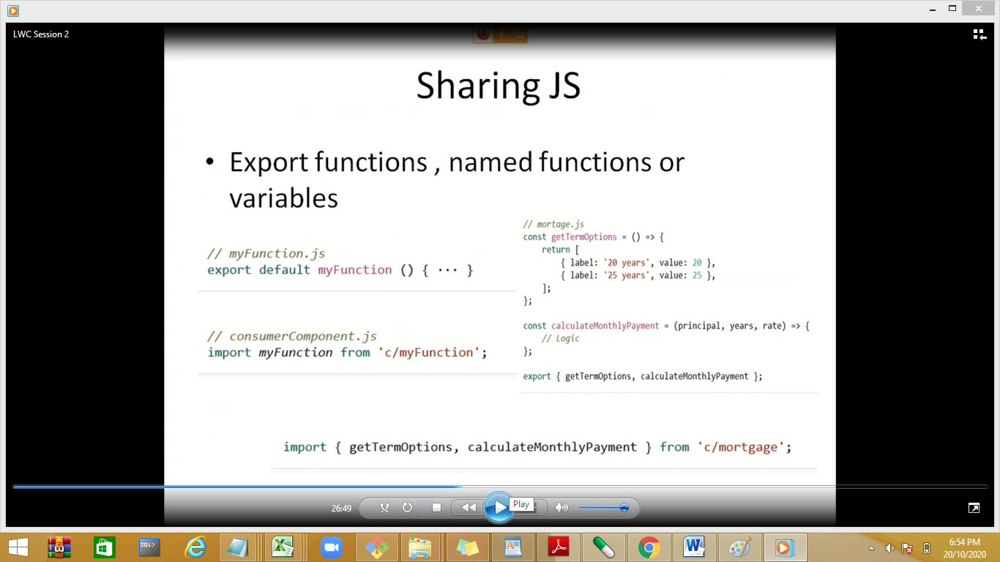 LWC Session 2
Sharing JS
• Export functions , named functions or
variables
// myFunction.js
export default myFunction () { ··· }
// consumerComponent.js
import myFunction from 'c/myFunction';
// mortage.js
const getTermOptions = () => {
return [
{ label: '20 years', value: 20 },
{ label: '25 years', value: 25 },
];
};
const calculateMonthlyPayment = (principal, years, rate) => {
// Logic
};
export { getTermOptions, calculateMonthlyPayment };
import { getTermOptions, calculateMonthlyPayment } from 'c/mortgage';
26:49
Play
SQL>
6:54 PM
20/10/2020